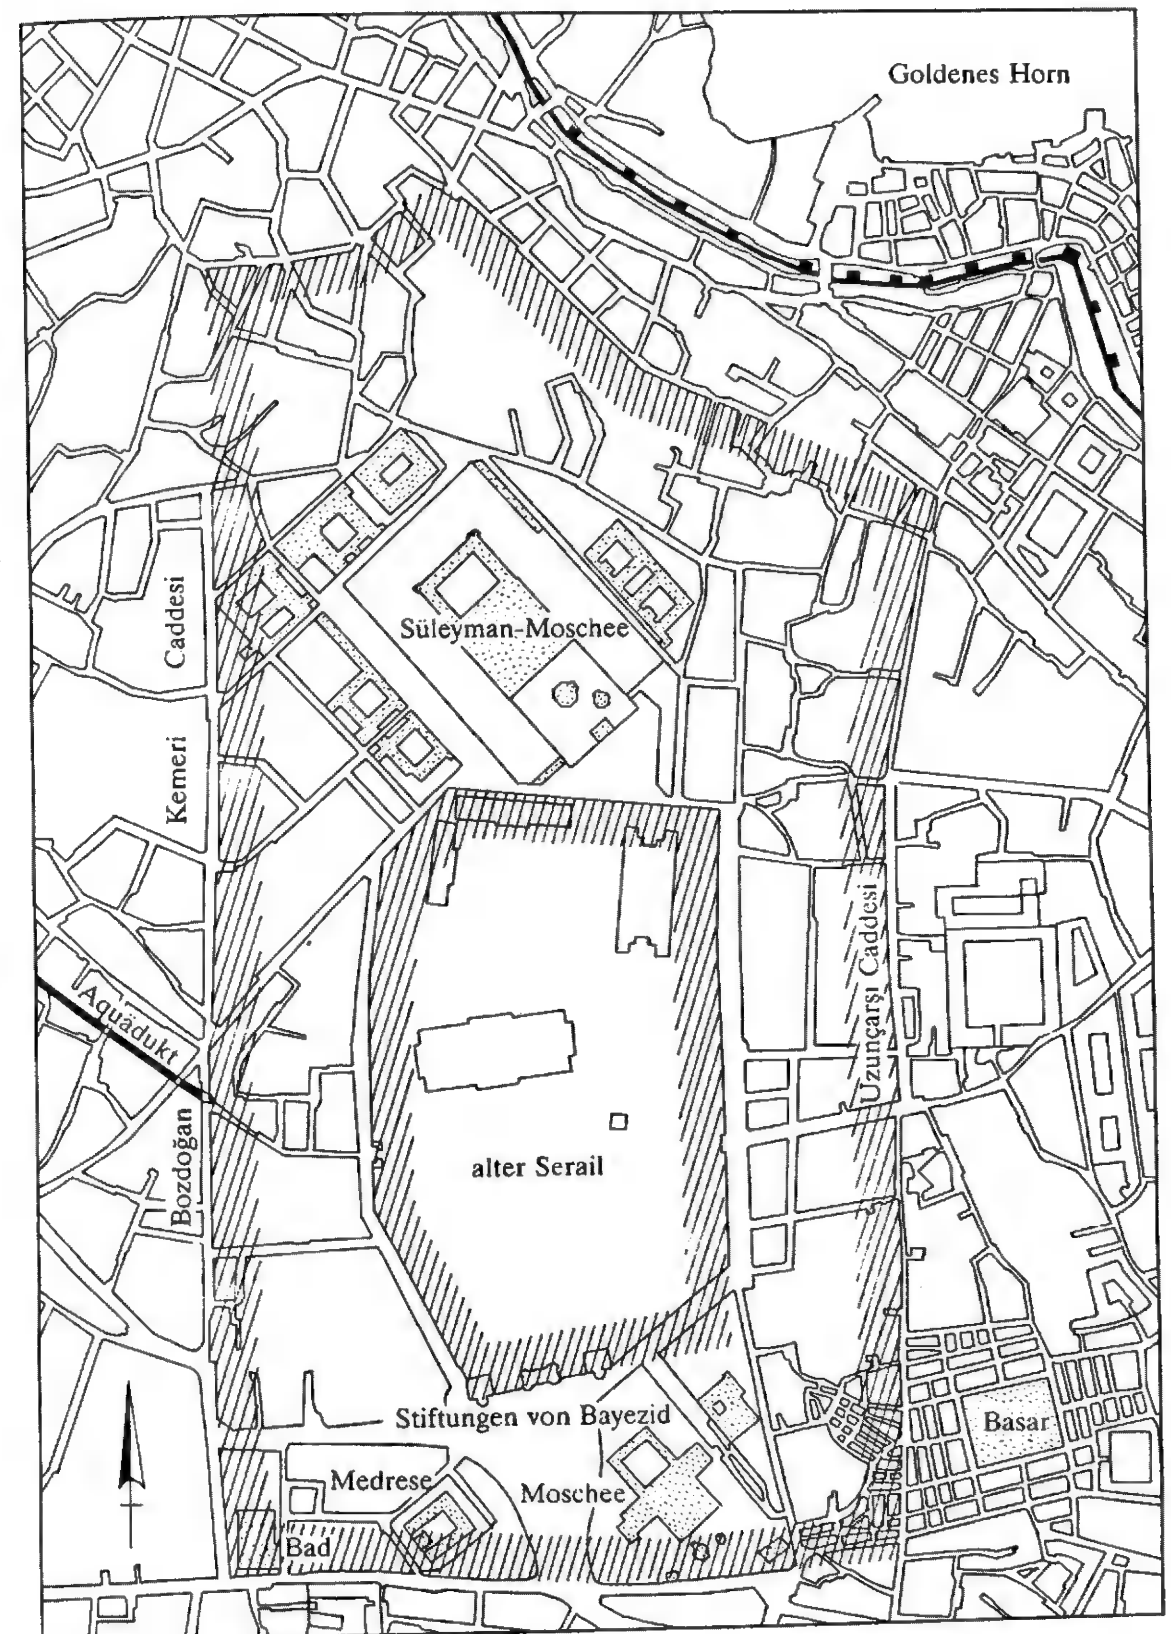 Goldenes Horn
Süleyman-Moschee
Bozdoğan Kemeri Caddesi
Aquädukt
Uzunçarşı Caddesi
alter Serail
Stiftungen von Bayezid
Basar
Medrese
Moschee
Bad